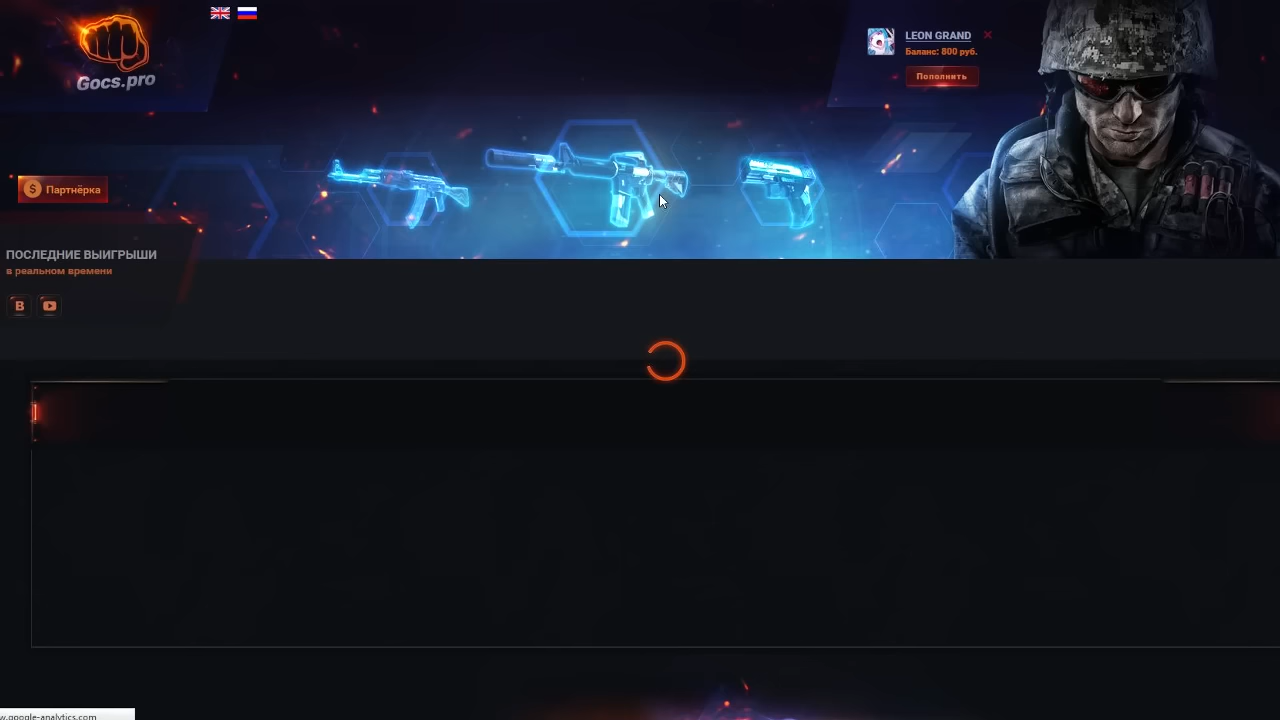 Gocs.pro
LEON GRAND
Баланс: 800 руб.
Пополнить
$ Партнёрка
ПОСЛЕДНИЕ ВЫИГРЫШИ
в реальном времени
B
w.google-analytics.com